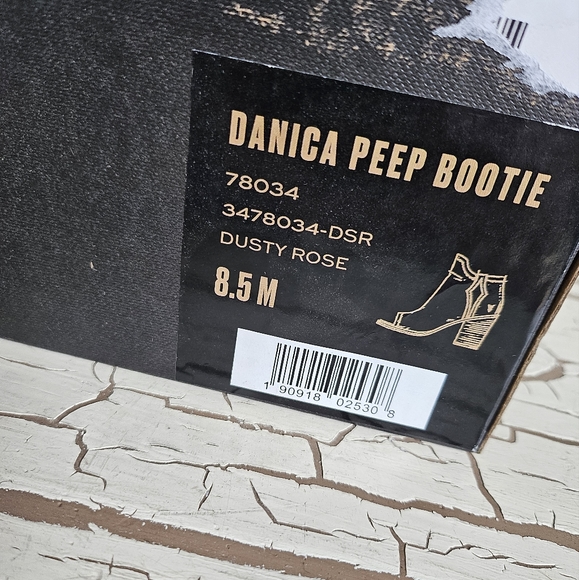 DANICA PEEP BOOTIE
78034
3478034-DSR
DUSTY ROSE
8.5 M
1 90918 02530 8